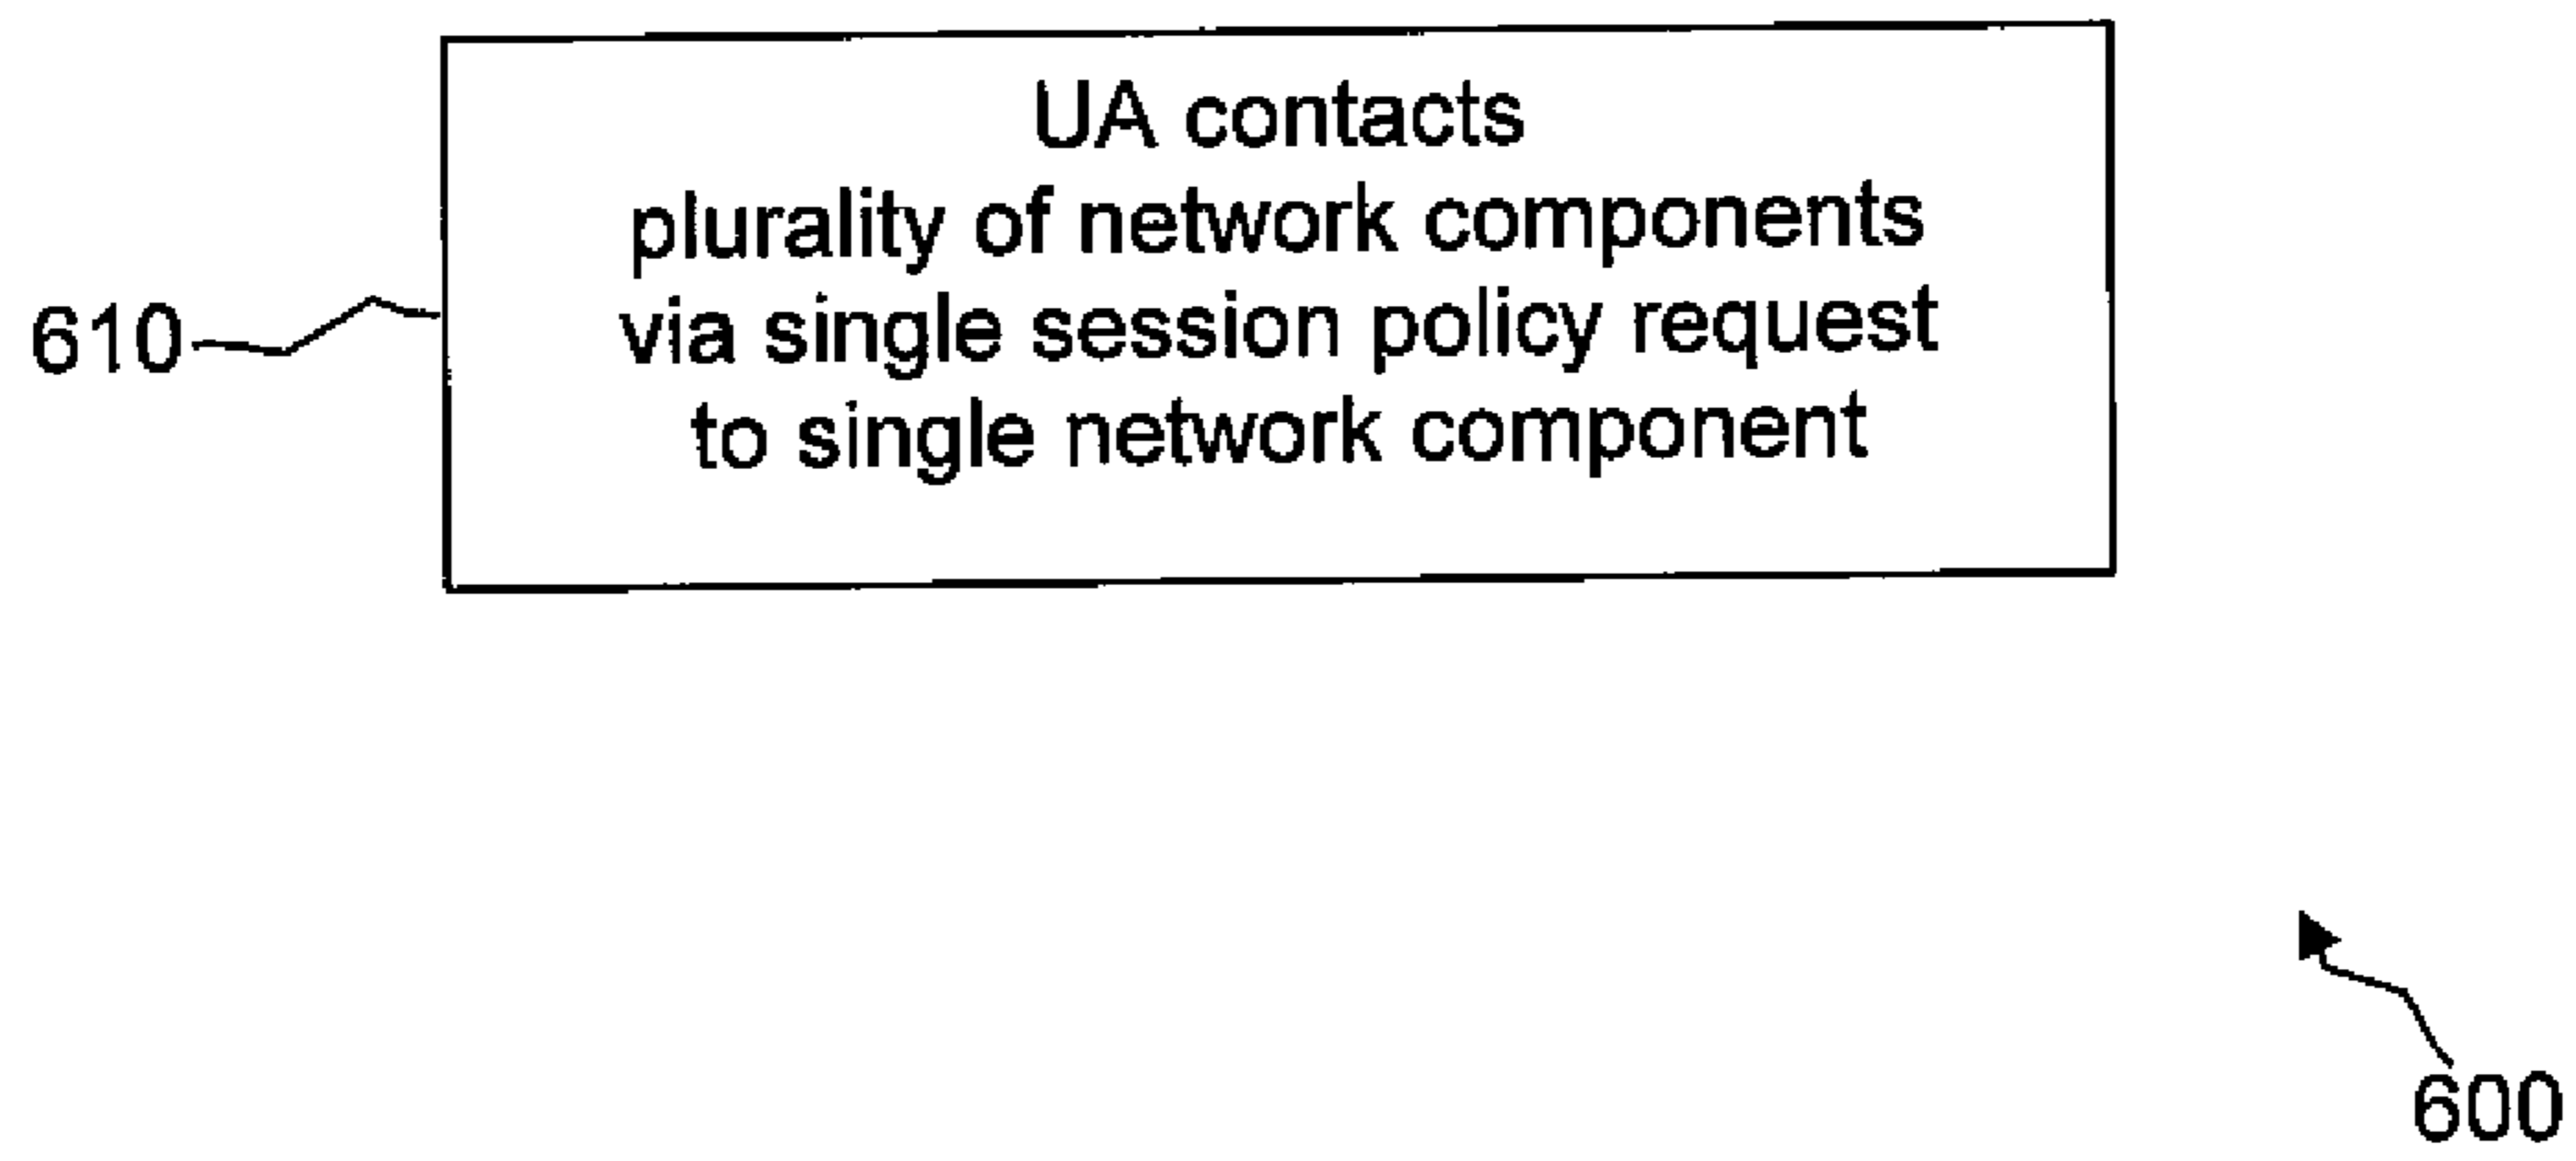 UA contacts
plurality of network components
via single session policy request
to single network component
610
600